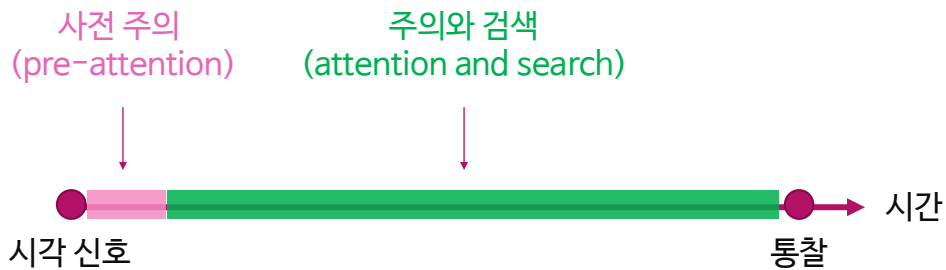 사전 주의
(pre-attention)
주의와 검색
(attention and search)
시간
시각 신호
통찰